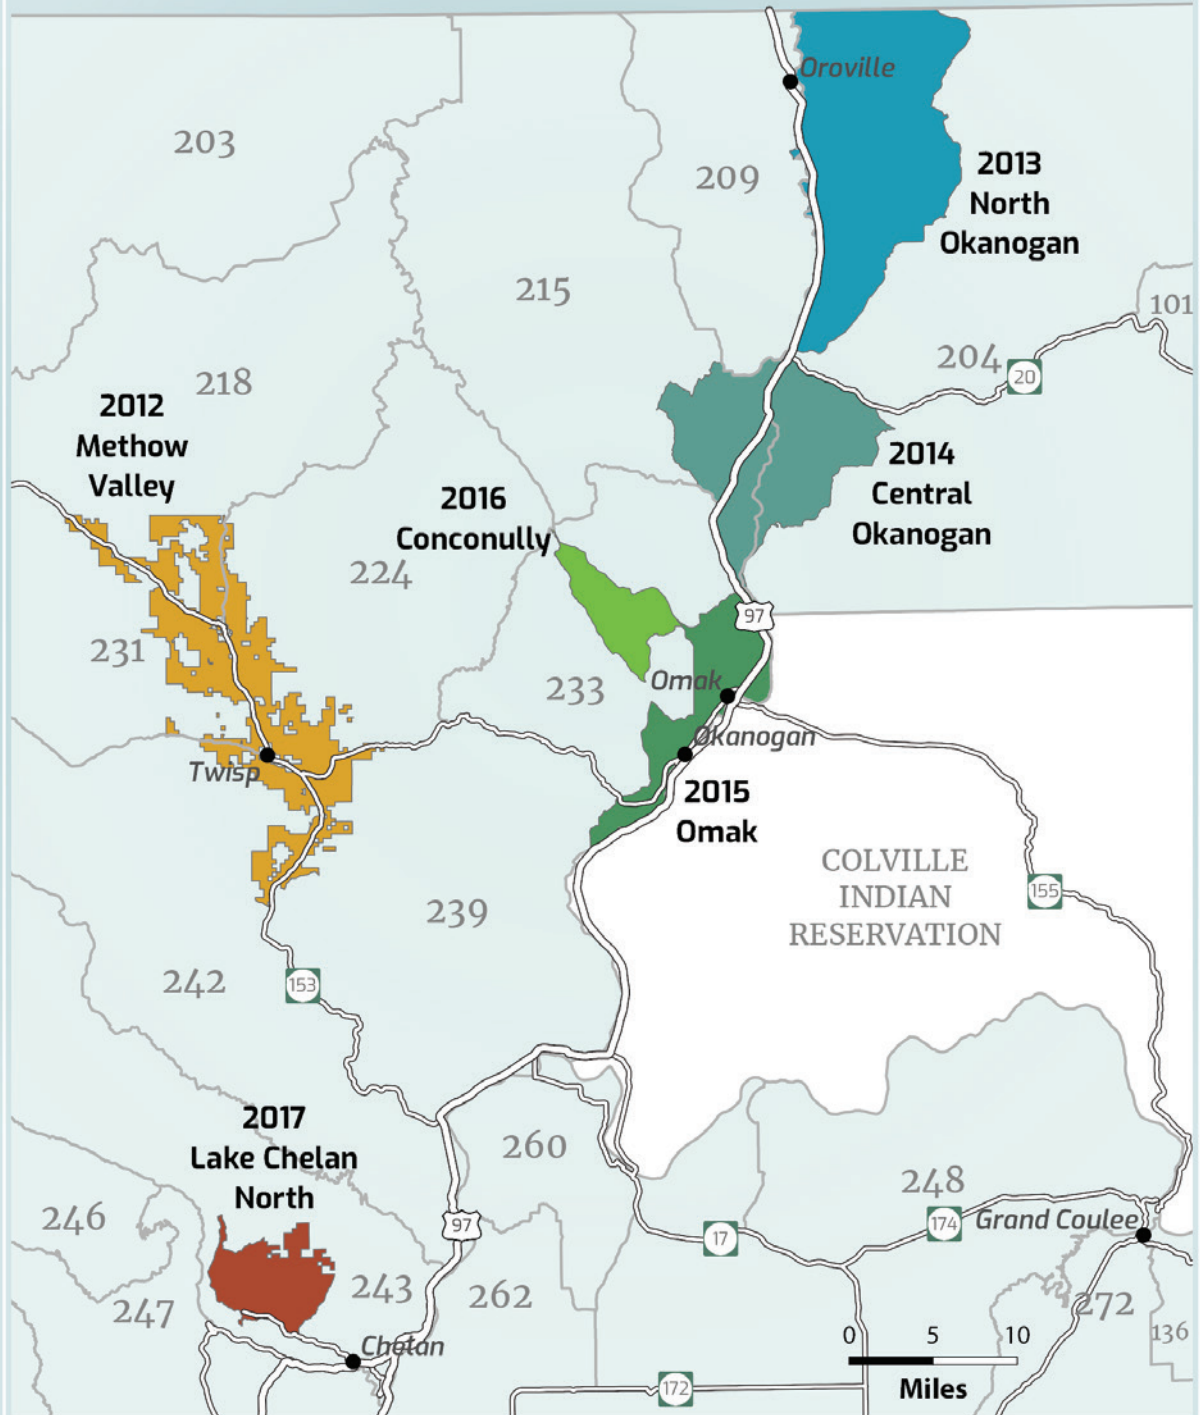 Oroville
203
2013
North
Okanogan
209
215
101
204
20
218
2012
Methow
Valley
2014
Central
Okanogan
2016
Conconully
224
97
231
233
Omak
Okanogan
Twisp
2015
Omak
COLVILLE
INDIAN
RESERVATION
155
239
242
153
2017
Lake Chelan
North
260
248
246
97
17
174
Grand Coulee
243
262
247
272
136
Chelan
0 5 10
Miles
172